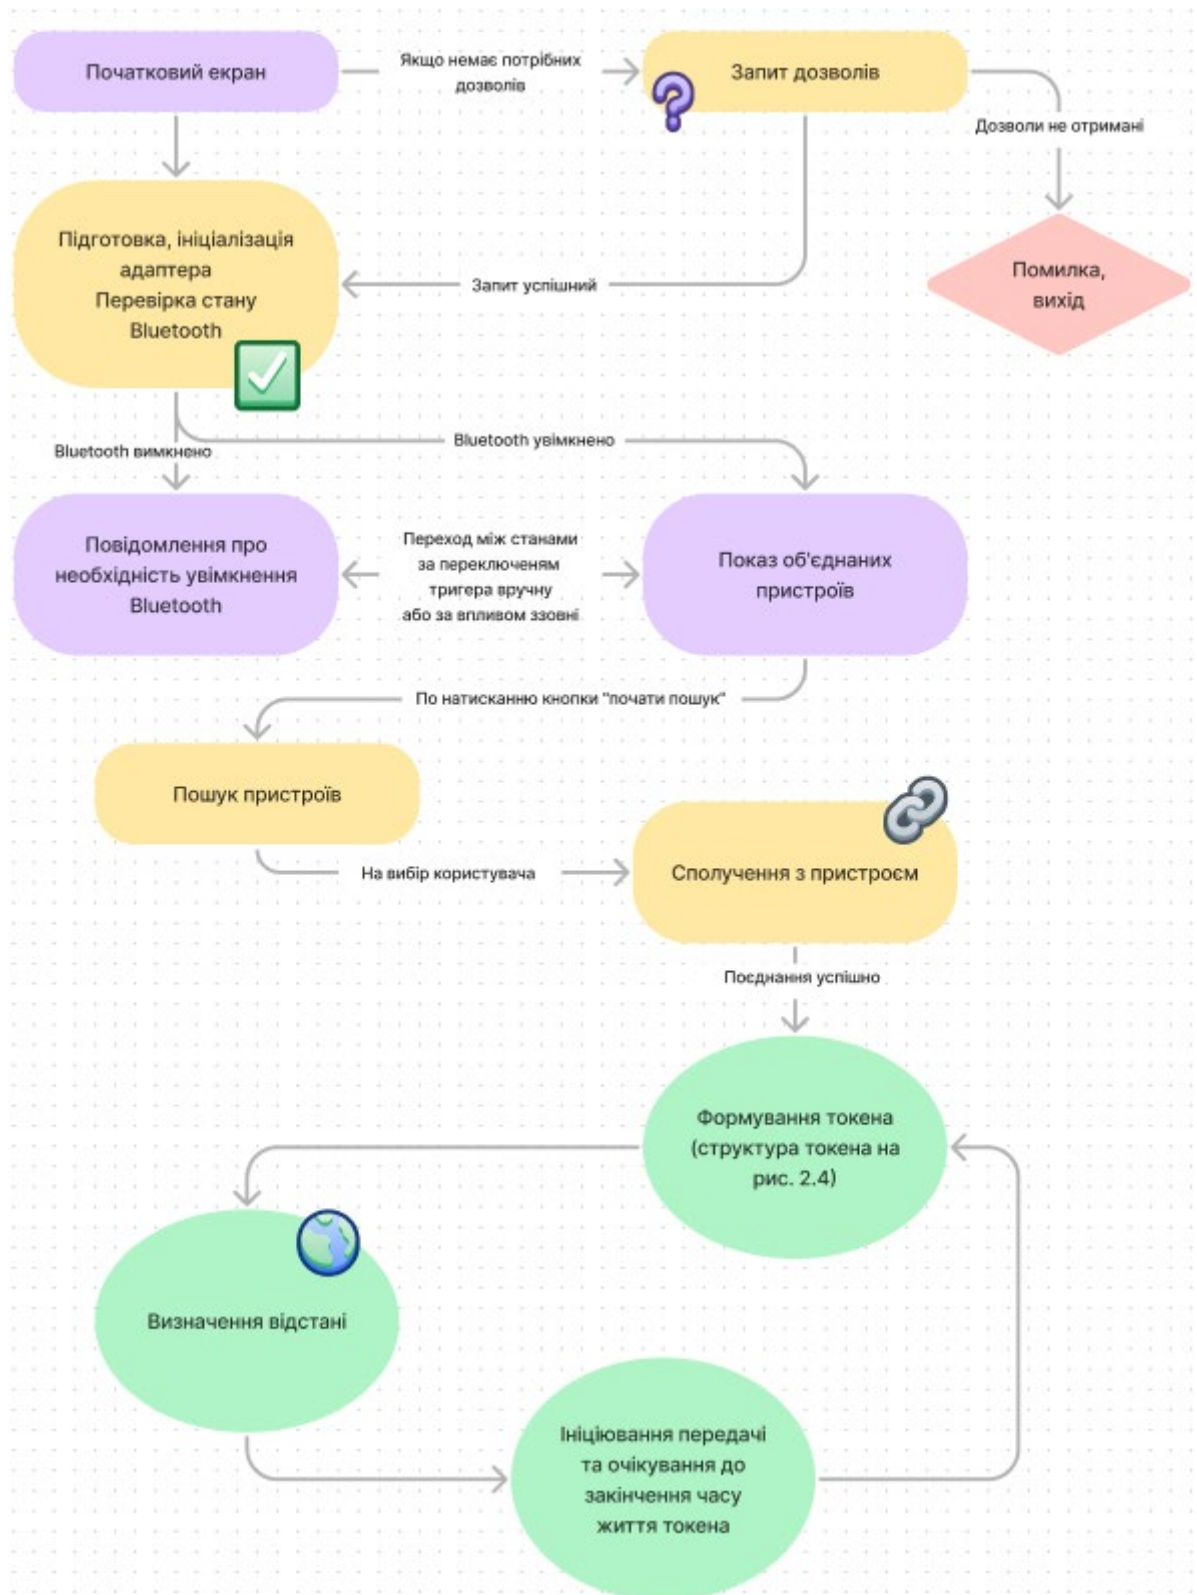 Початковий екран
Якщо немає потрібних
дозволів
Запит дозволів
Дозволи не отримані
Помилка,
вихід
Підготовка, ініціалізація
адаптера
Перевірка стану
Bluetooth
Запит успішний
Bluetooth вимкнено
Bluetooth увімкнено
Повідомлення про
необхідність увімкнення
Bluetooth
Переход між станами
за переключеням
тригера вручну
або за впливом ззовні
Показ об'єднаних
пристроїв
По натисканню кнопки "почати пошук"
Пошук пристроїв
На вибір користувача
Сполучення з пристроєм
Поєднання успішно
Формування токена
(структура токена на
рис. 2.4)
Визначення відстані
Ініціювання передачі
та очікування до
закінчення часу
життя токена